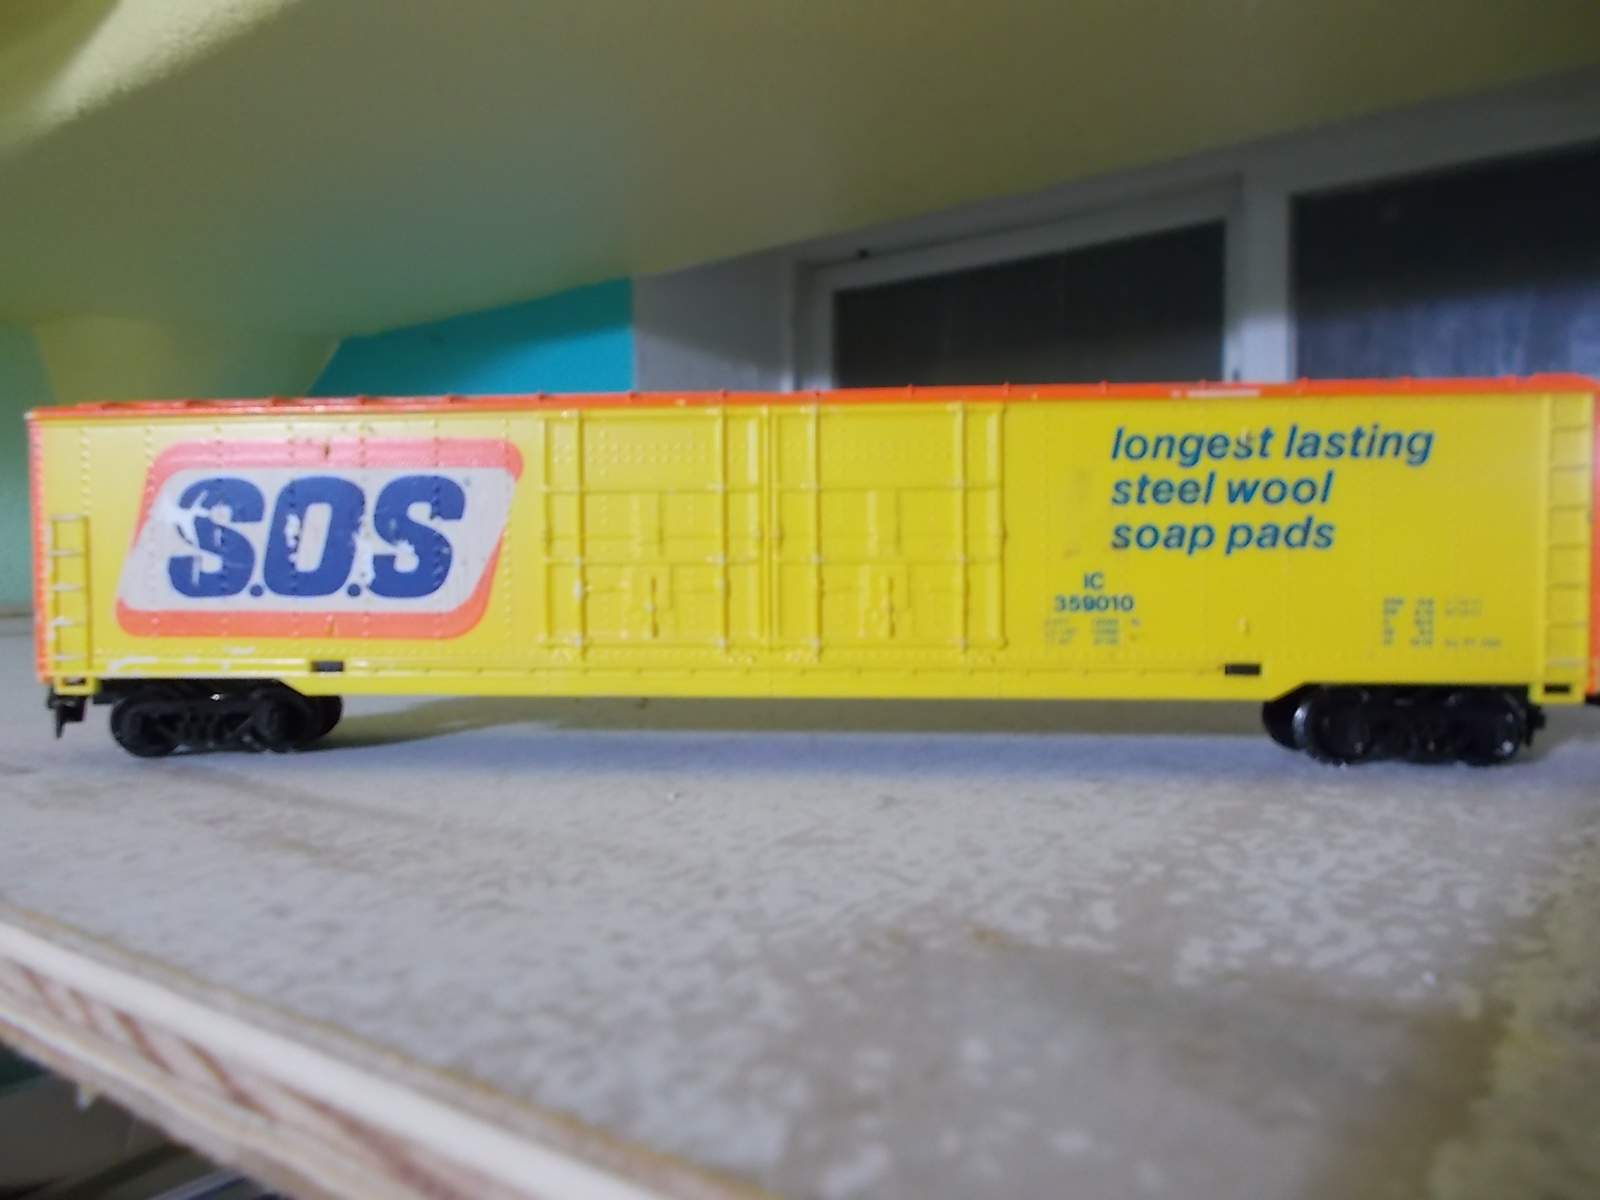 S.O.S
longest lasting
steel wool
soap pads
IC
359010